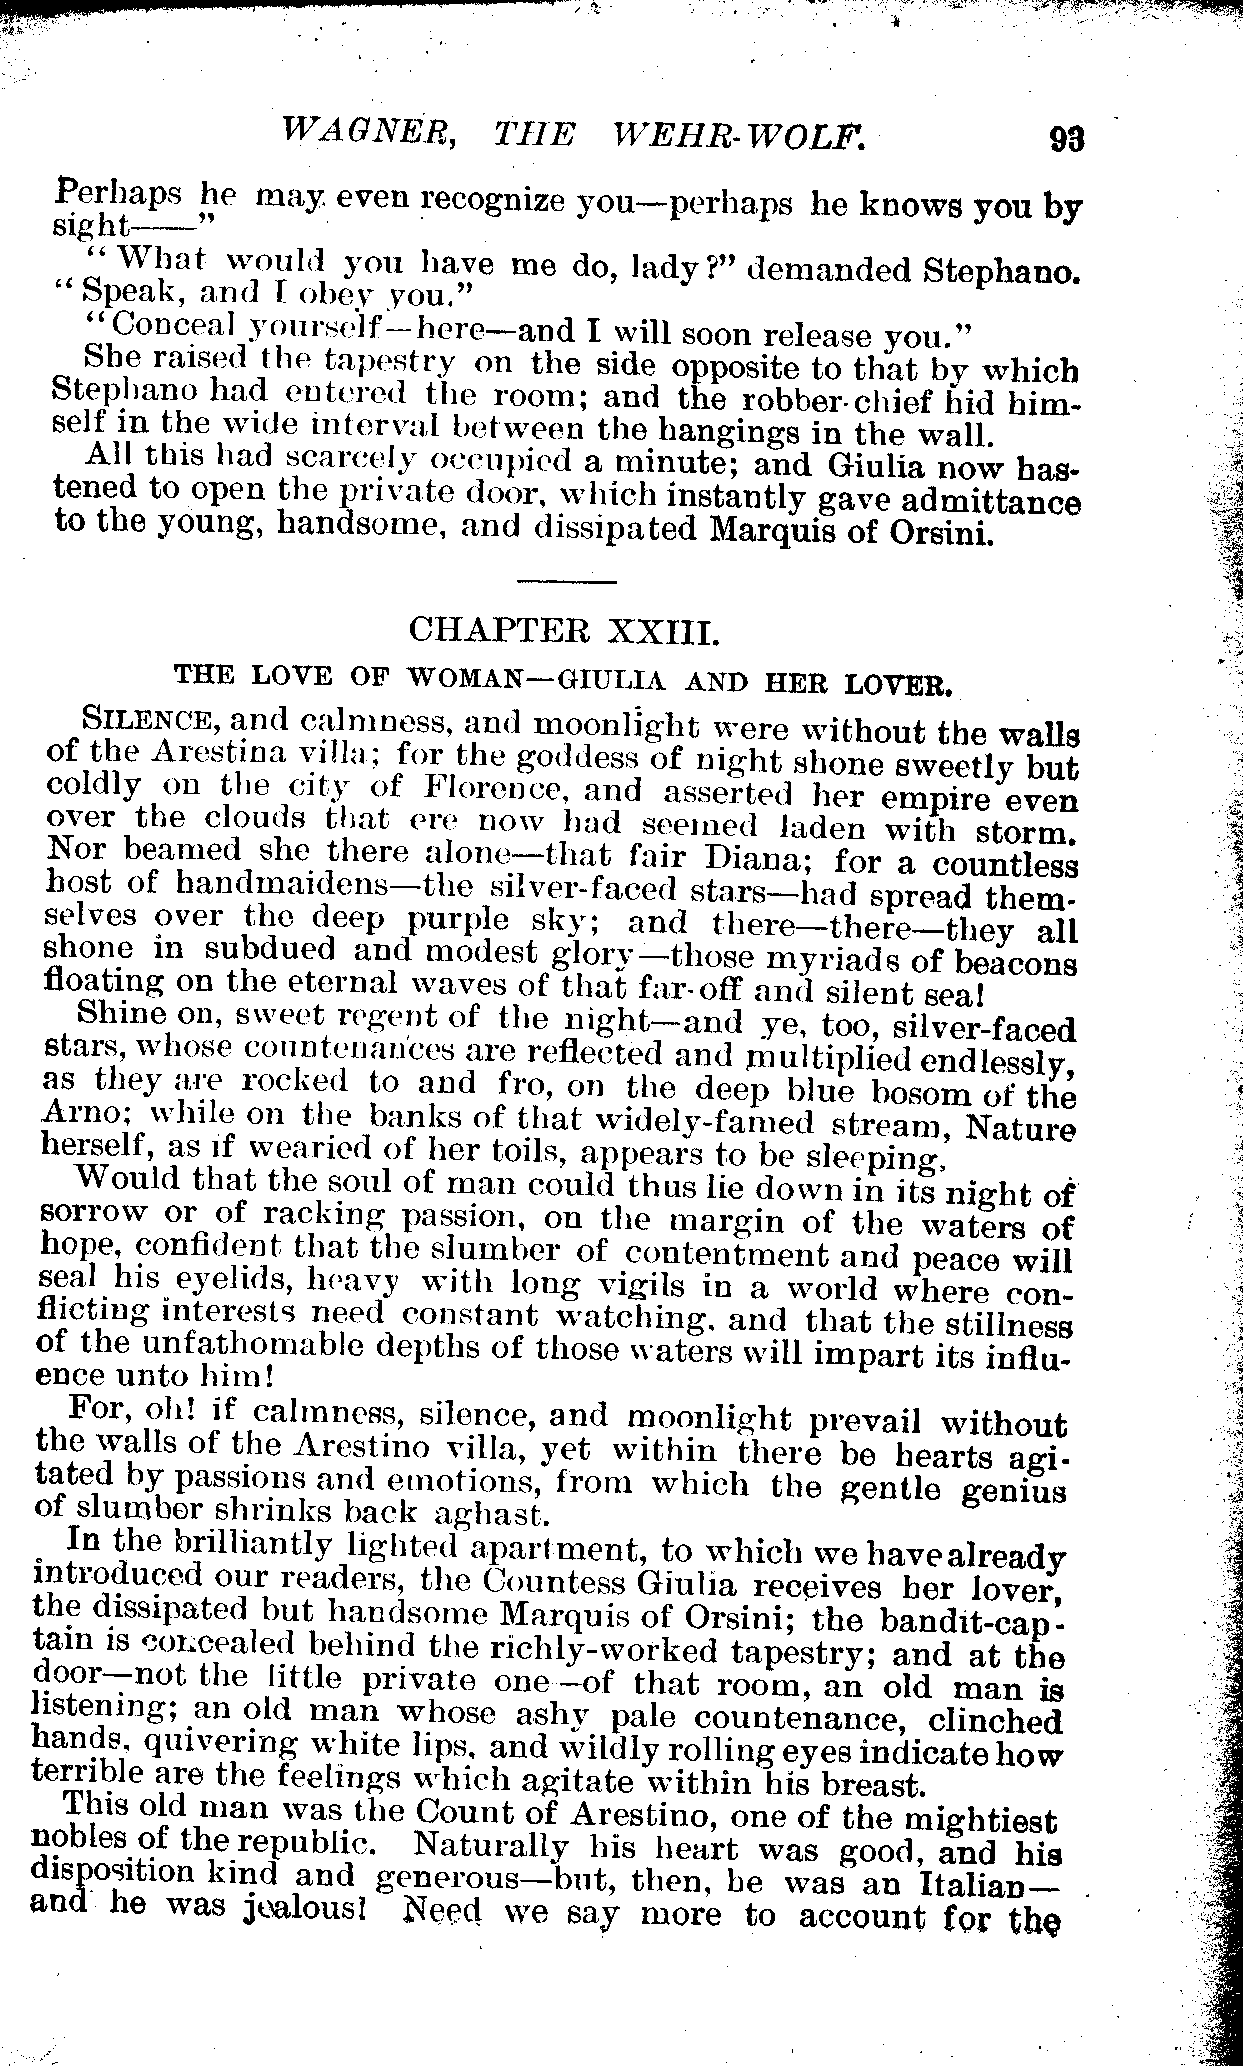 WAGNER, THE WEHR-WOLF. 93
Perhaps he may even recognize you—perhaps he knows you by
sight——"
"What would you have me do, lady?" demanded Stephano.
"Speak, and I obey you."
"Conceal yourself—here—and I will soon release you."
She raised the tapestry on the side opposite to that by which
Stephano had entered the room; and the robber-chief hid him-
self in the wide interval between the hangings in the wall.
All this had scarcely occupied a minute; and Giulia now has-
tened to open the private door, which instantly gave admittance
to the young, handsome, and dissipated Marquis of Orsini.
CHAPTER XXIII.
THE LOVE OF WOMAN—GIULIA AND HER LOVER.
SILENCE, and calmness, and moonlight were without the walls
of the Arestina villa; for the goddess of night shone sweetly but
coldly on the city of Florence, and asserted her empire even
over the clouds that ere now had seemed laden with storm.
Nor beamed she there alone—that fair Diana; for a countless
host of handmaidens—the silver-faced stars—had spread them-
selves over the deep purple sky; and there—there—they all
shone in subdued and modest glory—those myriads of beacons
floating on the eternal waves of that far-off and silent sea!
Shine on, sweet regent of the night—and ye, too, silver-faced
stars, whose countenances are reflected and multiplied endlessly,
as they are rocked to and fro, on the deep blue bosom of the
Arno; while on the banks of that widely-famed stream, Nature
herself, as if wearied of her toils, appears to be sleeping.
Would that the soul of man could thus lie down in its night of
sorrow or of racking passion, on the margin of the waters of
hope, confident that the slumber of contentment and peace will
seal his eyelids, heavy with long vigils in a world where con-
flicting interests need constant watching, and that the stillness
of the unfathomable depths of those waters will impart its influ-
ence unto him!
For, oh! if calmness, silence, and moonlight prevail without
the walls of the Arestino villa, yet within there be hearts agi-
tated by passions and emotions, from which the gentle genius
of slumber shrinks back aghast.
In the brilliantly lighted apartment, to which we have already
introduced our readers, the Countess Giulia receives her lover,
the dissipated but handsome Marquis of Orsini; the bandit-cap-
tain is concealed behind the richly-worked tapestry; and at the
door—not the little private one—of that room, an old man is
listening; an old man whose ashy pale countenance, clinched
hands, quivering white lips, and wildly rolling eyes indicate how
terrible are the feelings which agitate within his breast.
This old man was the Count of Arestino, one of the mightiest
nobles of the republic. Naturally his heart was good, and his
disposition kind and generous—but, then, he was an Italian—
and he was jealous! Need we say more to account for the